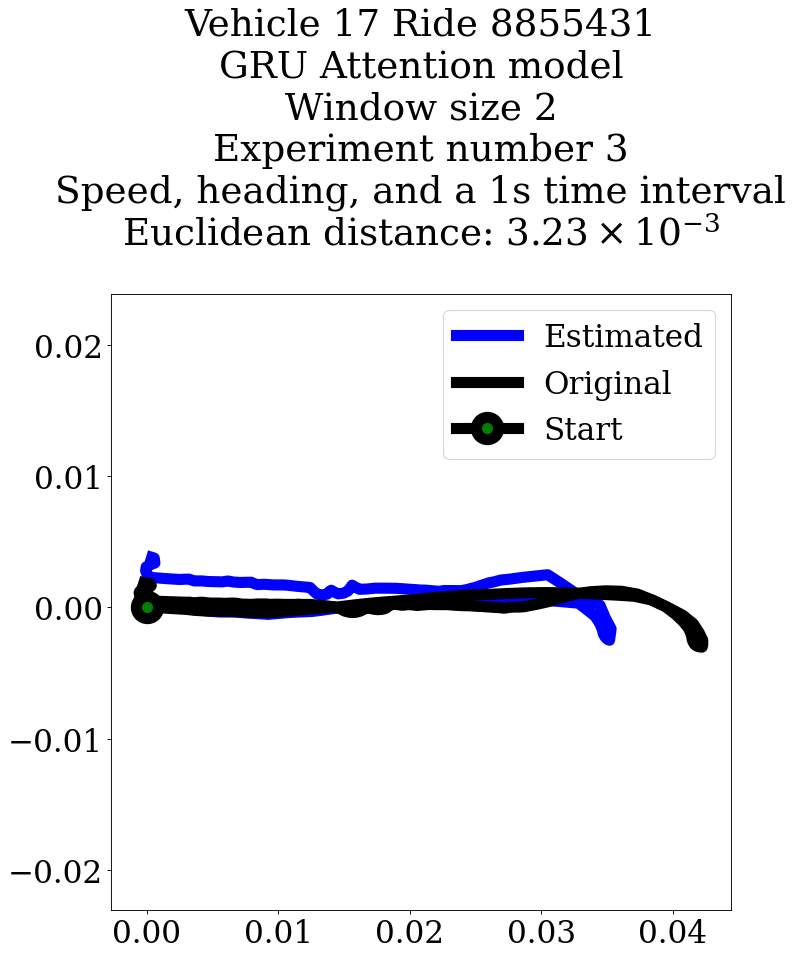 Vehicle 17 Ride 8855431
GRU Attention model
Window size 2
Experiment number 3
Speed, heading, and a 1s time interval
Euclidean distance: 3.23 × 10⁻³
Estimated
Original
Start
0.02
0.01
0.00
−0.01
−0.02
0.00 0.01 0.02 0.03 0.04